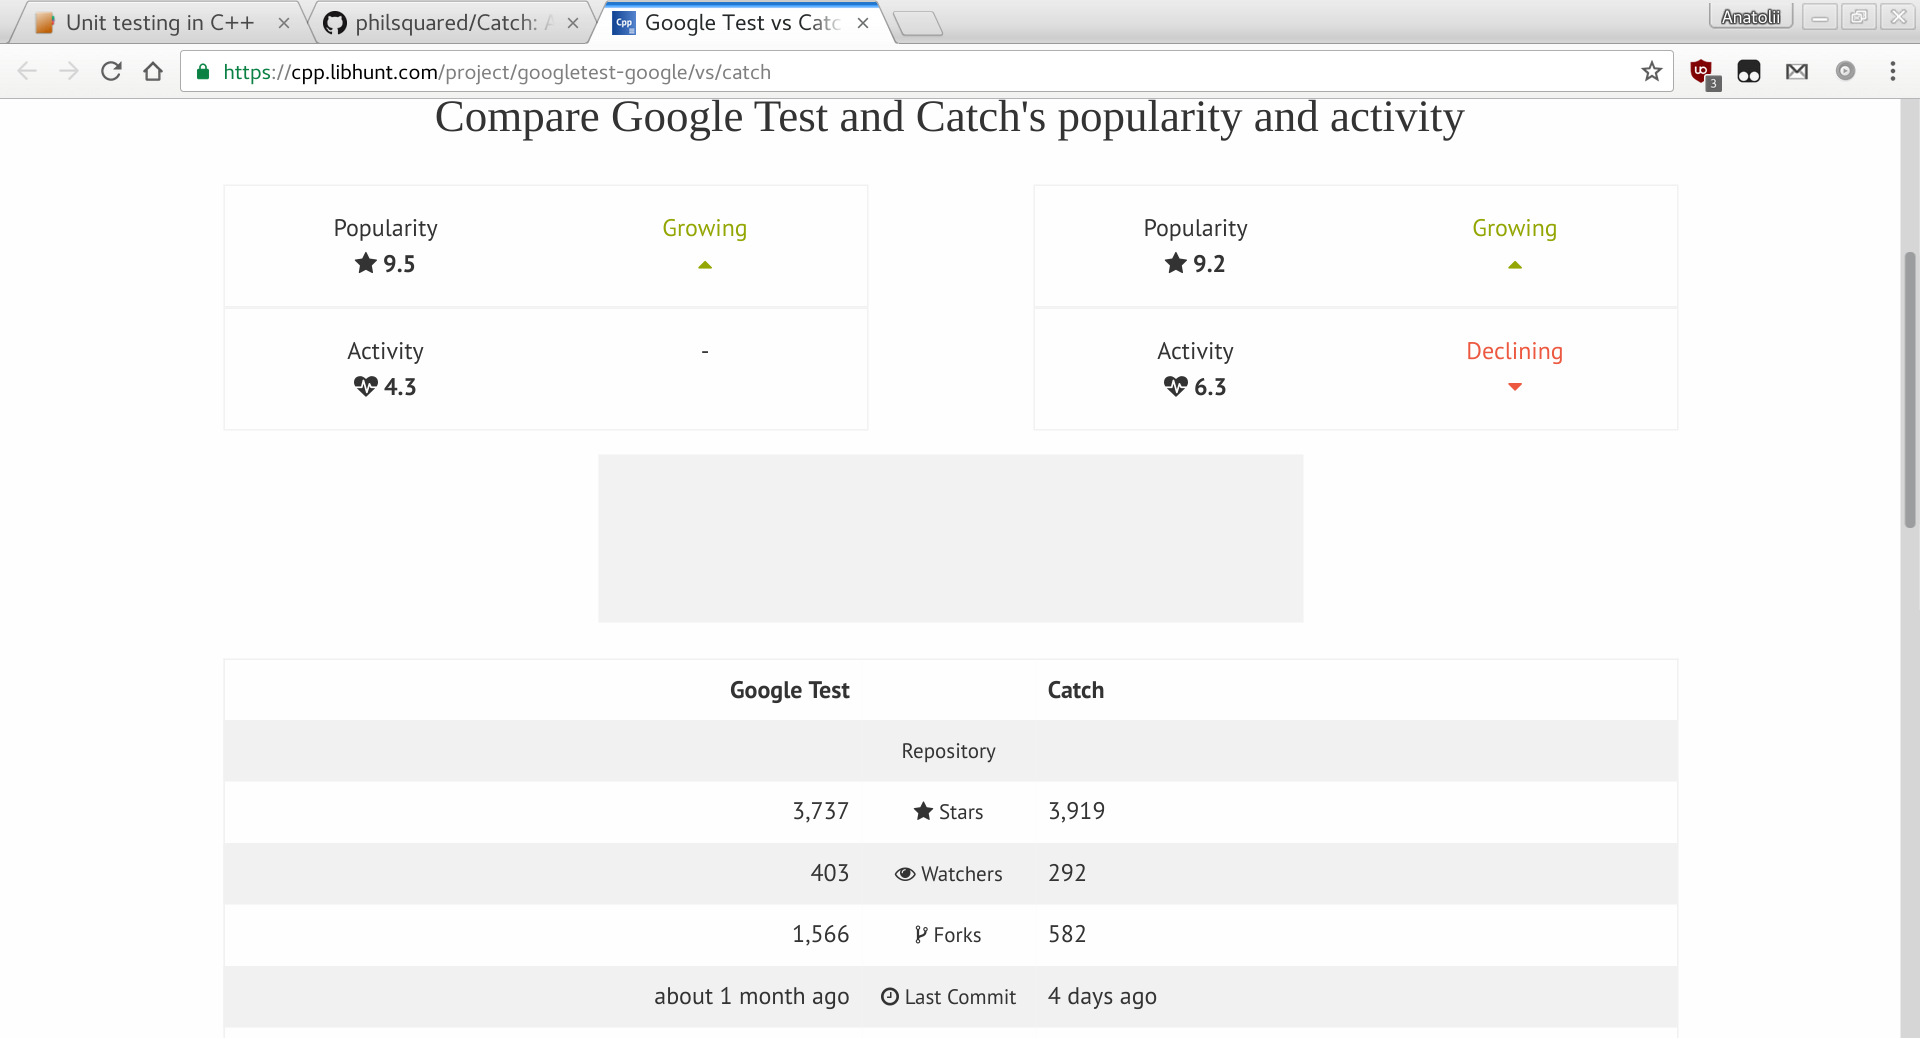 Unit testing in C++
philsquared/Catch: A
Google Test vs Catc
Anatolii
https://cpp.libhunt.com/project/googletest-google/vs/catch
3
Compare Google Test and Catch's popularity and activity
Popularity Growing
9.5
Activity -
4.3
Popularity Growing
9.2
Activity Declining
6.3
Google Test Catch
Repository
3,737 Stars 3,919
403 Watchers 292
1,566 Forks 582
about 1 month ago Last Commit 4 days ago